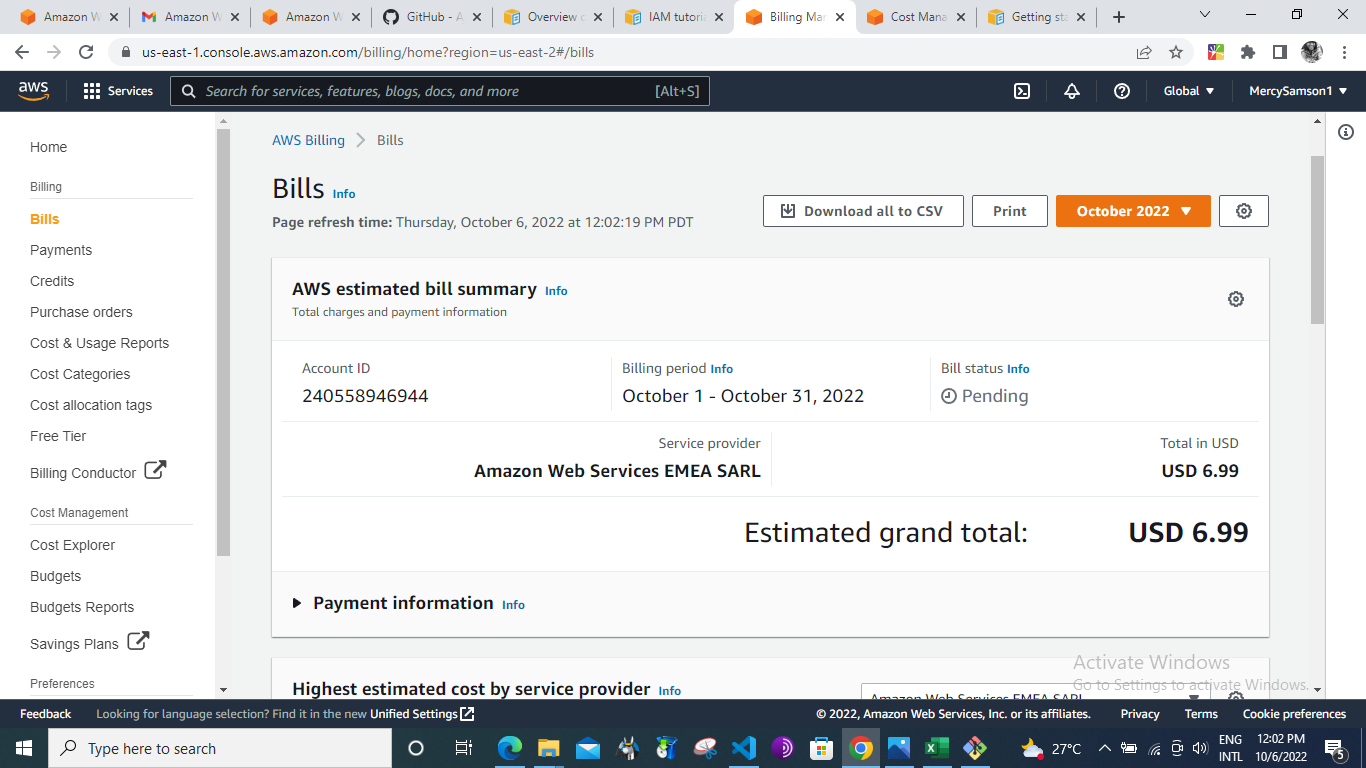 Amazon W
Amazon W
Amazon W
GitHub - A
Overview o
IAM tutoria
Billing Man
Cost Mana
Getting sta
us-east-1.console.aws.amazon.com/billing/home?region=us-east-2#/bills
aws
Services
Search for services, features, blogs, docs, and more
[Alt+S]
Global
MercySamson1
Home
Billing
Bills
Payments
Credits
Purchase orders
Cost & Usage Reports
Cost Categories
Cost allocation tags
Free Tier
Billing Conductor
Cost Management
Cost Explorer
Budgets
Budgets Reports
Savings Plans
Preferences
AWS Billing > Bills
Bills Info
Page refresh time: Thursday, October 6, 2022 at 12:02:19 PM PDT
Download all to CSV
Print
October 2022
AWS estimated bill summary Info
Total charges and payment information
Account ID
240558946944
Billing period Info
October 1 - October 31, 2022
Bill status Info
Pending
Service provider
Amazon Web Services EMEA SARL
Total in USD
USD 6.99
Estimated grand total: USD 6.99
Payment information Info
Highest estimated cost by service provider Info
Amazon Web Services EMEA SARL
Activate Windows
Go to Settings to activate Windows.
Feedback
Looking for language selection? Find it in the new Unified Settings
© 2022, Amazon Web Services, Inc. or its affiliates.
Privacy
Terms
Cookie preferences
Type here to search
27°C
ENG
INTL
12:02 PM
10/6/2022
5